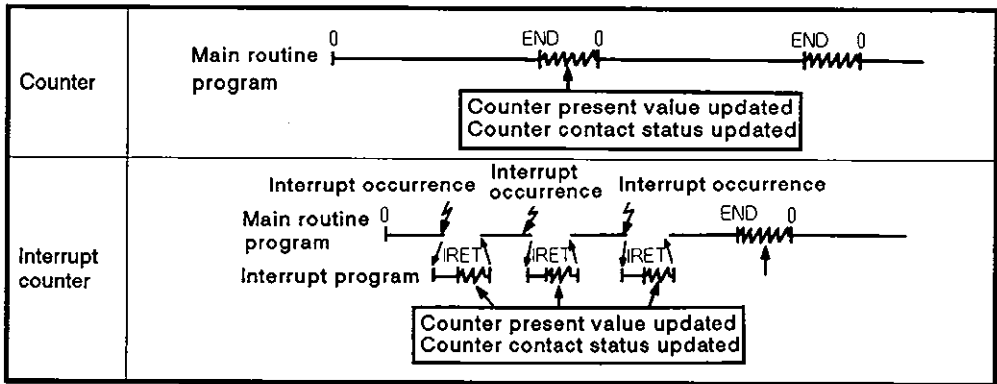 Counter
0 END 0 END 0
Main routine
program
Counter present value updated
Counter contact status updated
Interrupt
counter
Interrupt occurrence Interrupt
occurrence Interrupt occurrence
Main routine 0 END 0
program
IRET IRET IRET
Interrupt program
Counter present value updated
Counter contact status updated